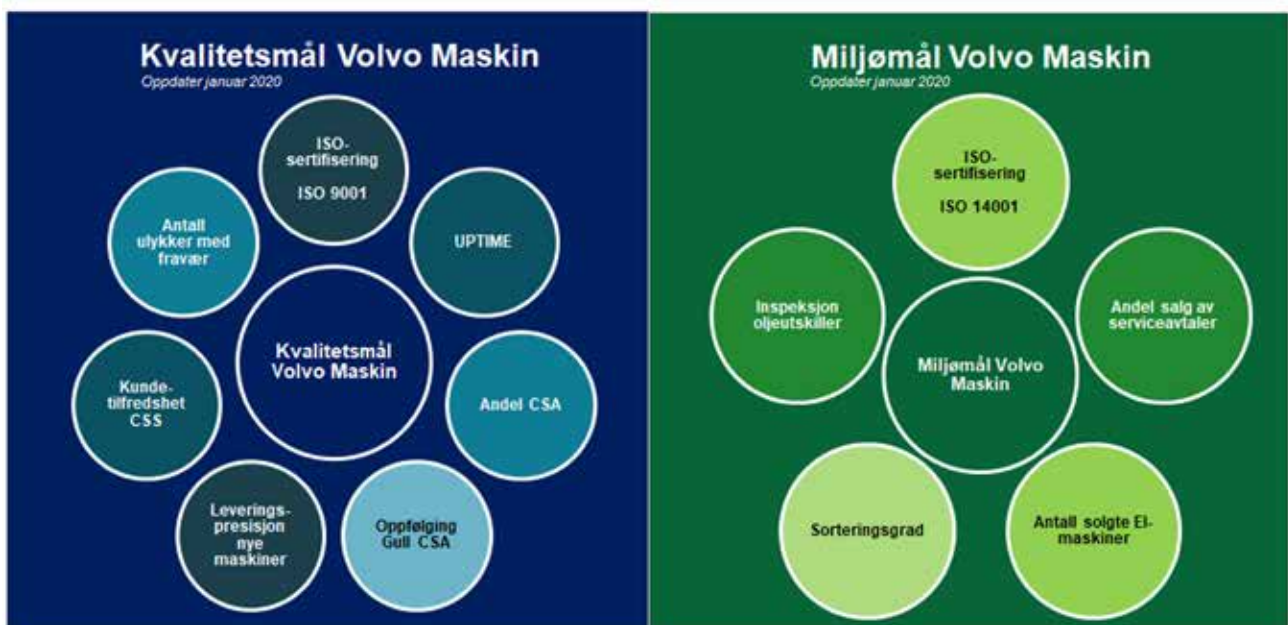 Kvalitetsmål Volvo Maskin
Oppdater januar 2020
ISO-
sertifisering
ISO 9001
UPTIME
Andel CSA
Oppfølging
Gull CSA
Leverings-
presisjon
nye
maskiner
Kunde-
tilfredshet
CSS
Antall
ulykker med
fravær
Kvalitetsmål
Volvo Maskin
Miljømål Volvo Maskin
Oppdater januar 2020
ISO-
sertifisering
ISO 14001
Andel salg av
serviceavtaler
Antall solgte El-
maskiner
Sorteringsgrad
Inspeksjon
oljeutskiller
Miljømål Volvo
Maskin